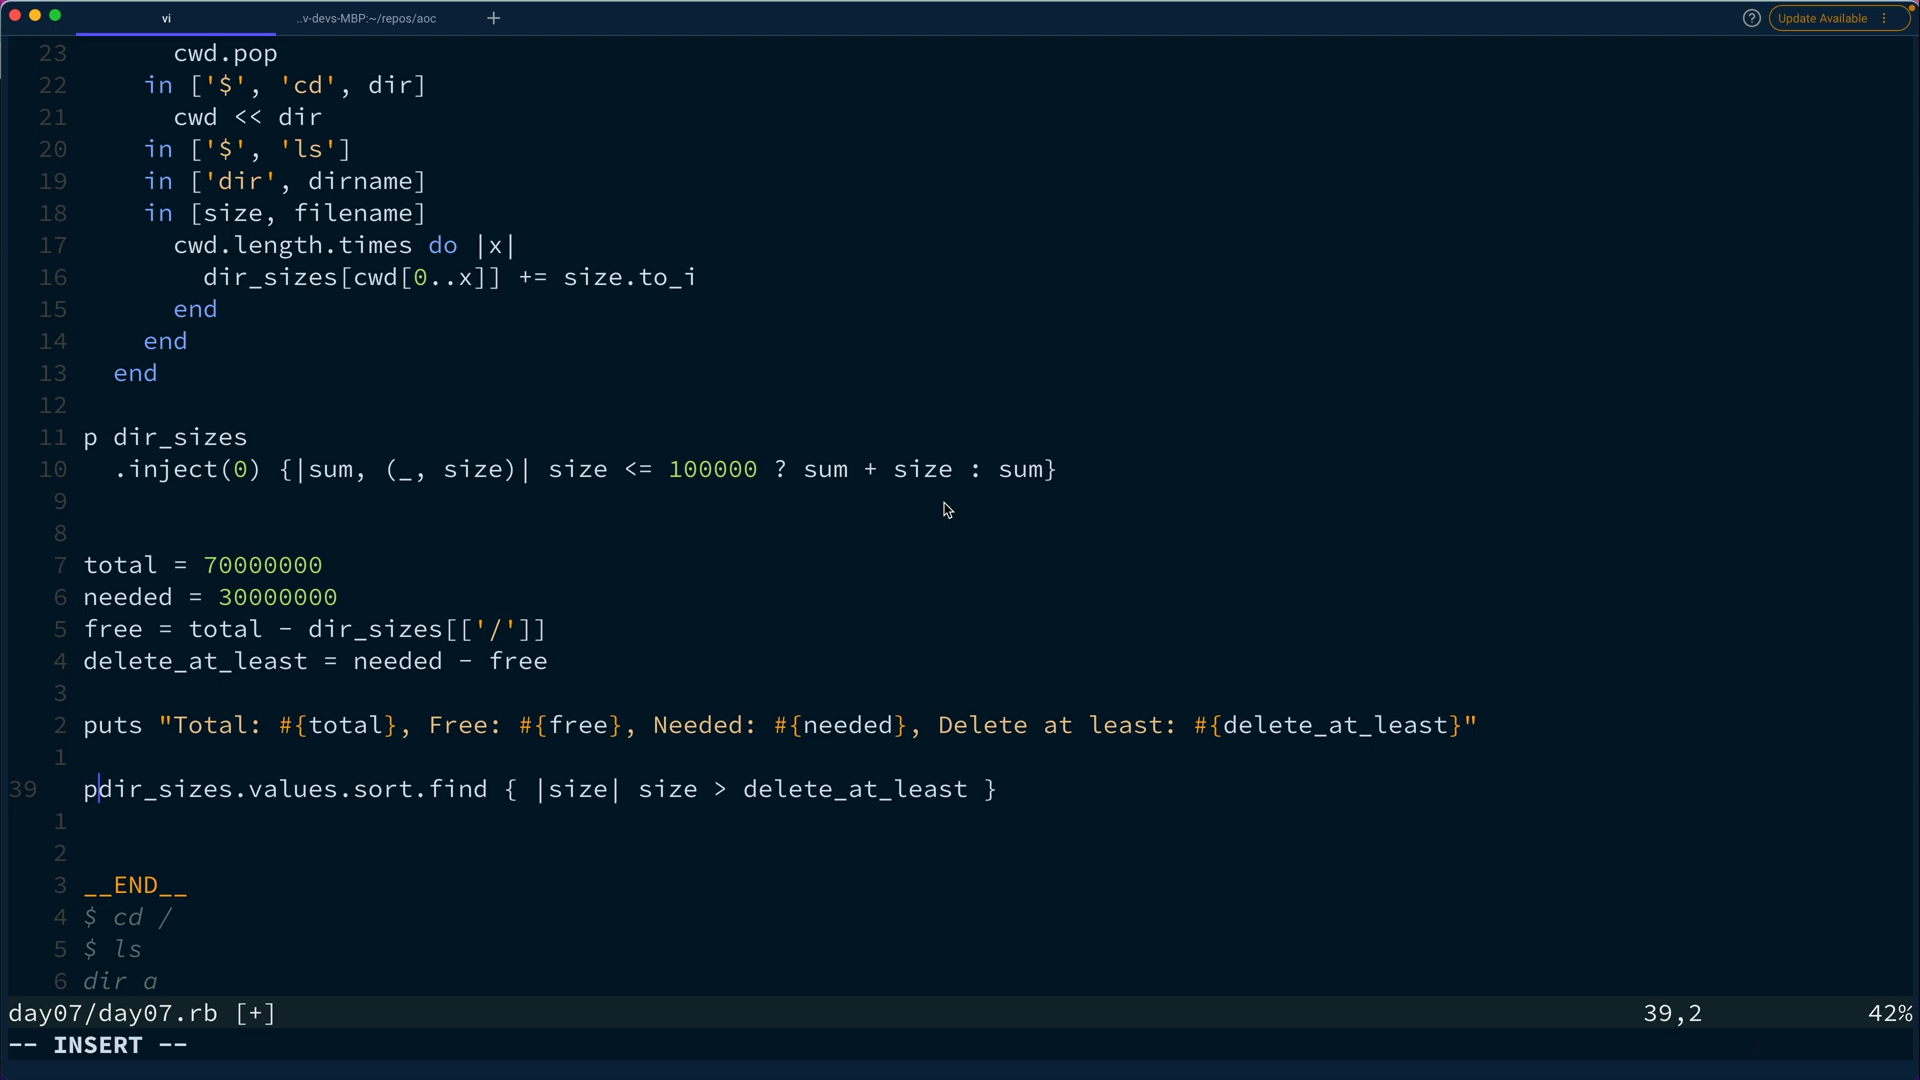 vi ..v-devs-MBP:~/repos/aoc + ? Update Available ⋮
23 cwd.pop
22 in ['$', 'cd', dir]
21 cwd << dir
20 in ['$', 'ls']
19 in ['dir', dirname]
18 in [size, filename]
17 cwd.length.times do |x|
16 dir_sizes[cwd[0..x]] += size.to_i
15 end
14 end
13 end
12
11 p dir_sizes
10 .inject(0) {|sum, (_, size)| size <= 100000 ? sum + size : sum}
9
8
7 total = 70000000
6 needed = 30000000
5 free = total - dir_sizes[['/']]
4 delete_at_least = needed - free
3
2 puts "Total: #{total}, Free: #{free}, Needed: #{needed}, Delete at least: #{delete_at_least}"
1
39 pdir_sizes.values.sort.find { |size| size > delete_at_least }
1
2
3 __END__
4 $ cd /
5 $ ls
6 dir a
day07/day07.rb [+] 39,2 42%
-- INSERT --